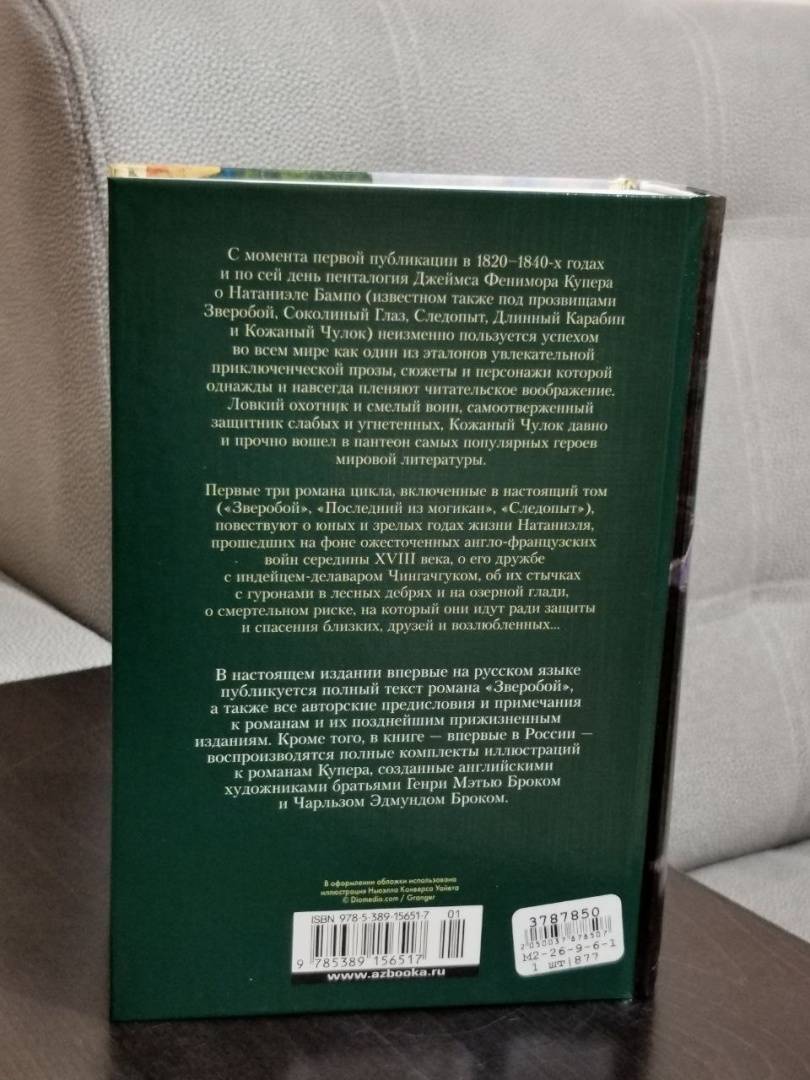 С момента первой публикации в 1820–1840-х годах
и по сей день пенталогия Джеймса Фенимора Купера
о Натаниэле Бампо (известном также под прозвищами
Зверобой, Соколиный Глаз, Следопыт, Длинный Карабин
и Кожаный Чулок) неизменно пользуется успехом
во всем мире как один из эталонов увлекательной
приключенческой прозы, сюжеты и персонажи которой
однажды и навсегда пленяют читательское воображение.
Ловкий охотник и смелый воин, самоотверженный
защитник слабых и угнетенных, Кожаный Чулок давно
и прочно вошел в пантеон самых популярных героев
мировой литературы.
Первые три романа цикла, включенные в настоящий том
(«Зверобой», «Последний из могикан», «Следопыт»),
повествуют о юных и зрелых годах жизни Натаниэля,
прошедших на фоне ожесточенных англо-французских
войн середины XVIII века, о его дружбе
с индейцем-делаваром Чингачгуком, об их стычках
с гуронами в лесных дебрях и на озерной глади,
о смертельном риске, на который они идут ради защиты
и спасения близких, друзей и возлюбленных...
В настоящем издании впервые на русском языке
публикуется полный текст романа «Зверобой»,
а также все авторские предисловия и примечания
к романам и их позднейшим прижизненным
изданиям. Кроме того, в книге — впервые в России —
воспроизводятся полные комплекты иллюстраций
к романам Купера, созданные английскими
художниками братьями Генри Мэтью Броком
и Чарльзом Эдмундом Броком.
В оформлении обложки использована
иллюстрация Ньюэлла Конверса Уайета
© Diomedia.com / Granger
ISBN 978-5-389-15651-7 01
9 785389 156517
www.azbooka.ru
3787850
2050037878507
М2-26-9-6-1
1 шт|877